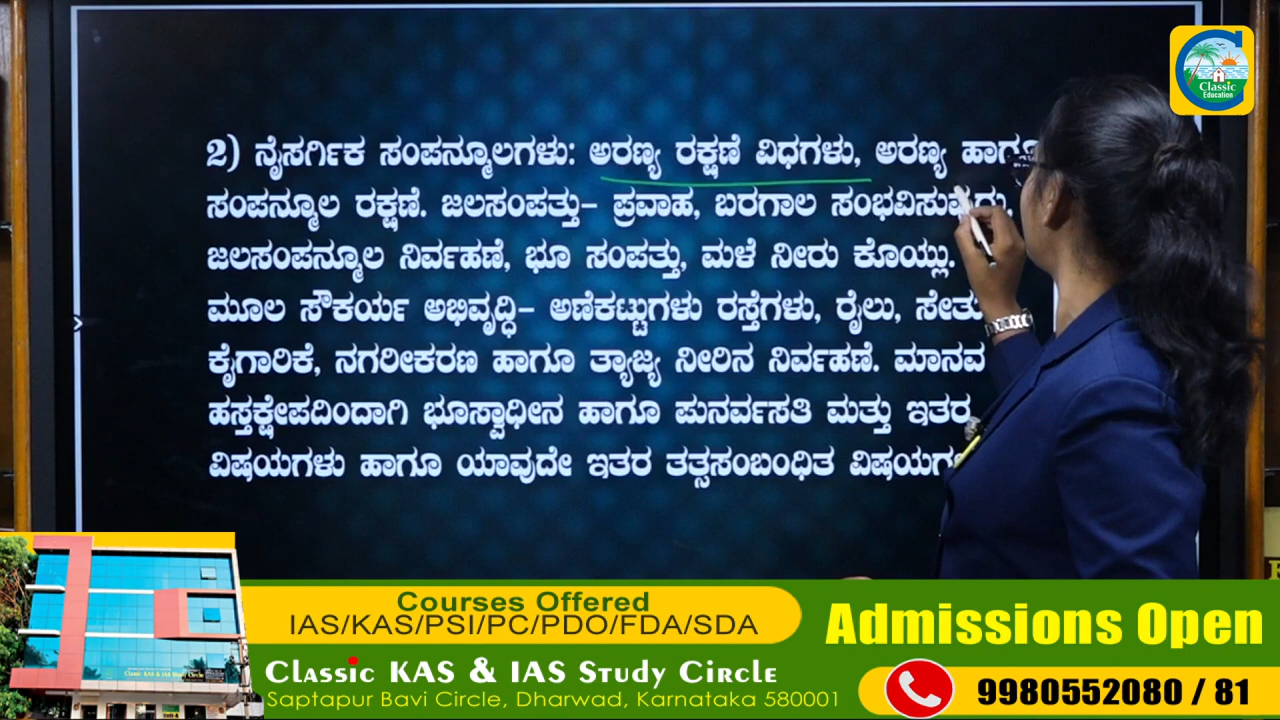 2) ನೈಸರ್ಗಿಕ ಸಂಪನ್ಮೂಲಗಳು: ಅರಣ್ಯ ರಕ್ಷಣೆ ವಿಧಗಳು, ಅರಣ್ಯ ಹಾಗೂ
ಸಂಪನ್ಮೂಲ ರಕ್ಷಣೆ. ಜಲಸಂಪತ್ತು– ಪ್ರವಾಹ, ಬರಗಾಲ
ಜಲಸಂಪನ್ಮೂಲ ನಿರ್ವಹಣೆ, ಭೂ ಸಂಪತ್ತು, ಮಳೆ ನೀರು ಕೊಯ್ಲು.
ಮೂಲ ಸೌಕರ್ಯ ಅಭಿವೃದ್ಧಿ– ಅಣೆಕಟ್ಟುಗಳು ರಸ್ತೆಗಳು, ರೈಲು, ಸೇತು
ಕೈಗಾರಿಕೆ, ನಗರೀಕರಣ ಹಾಗೂ ತ್ಯಾಜ್ಯ ನೀರಿನ ನಿರ್ವಹಣೆ. ಮಾನವ
ಹಸ್ತಕ್ಷೇಪದಿಂದಾಗಿ ಭೂಸ್ವಾಧೀನ ಹಾಗೂ ಪುನರ್ವಸತಿ ಮತ್ತು ಇತರ
ವಿಷಯಗಳು ಹಾಗೂ ಯಾವುದೇ ಇತರ ತತ್ಸಸಂಬಂಧಿತ
Classic
Education
Courses Offered
IAS/KAS/PSI/PC/PDO/FDA/SDA
Classic KAS & IAS Study Circle
Saptapur Bavi Circle, Dharwad, Karnataka 580001
Admissions Open
9980552080 / 81